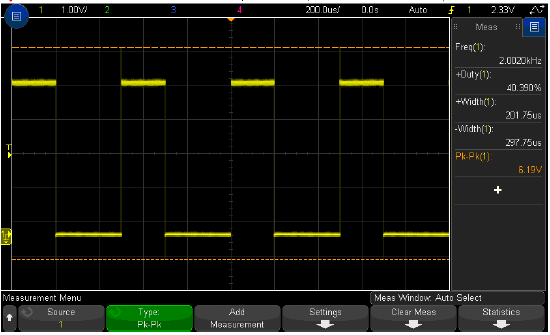 1 1.00V/ 2 3 4 200.0us/ 0.0s Auto 1 2.33V
Meas
Freq(1):
2.0020kHz
+Duty(1):
40.390%
+Width(1):
201.75us
-Width(1):
297.75us
Pk-Pk(1):
6.19V
T
Measurement Menu
Meas Window: Auto Select
Source
1
Type:
Pk-Pk
Add
Measurement
Settings
Clear Meas
Statistics